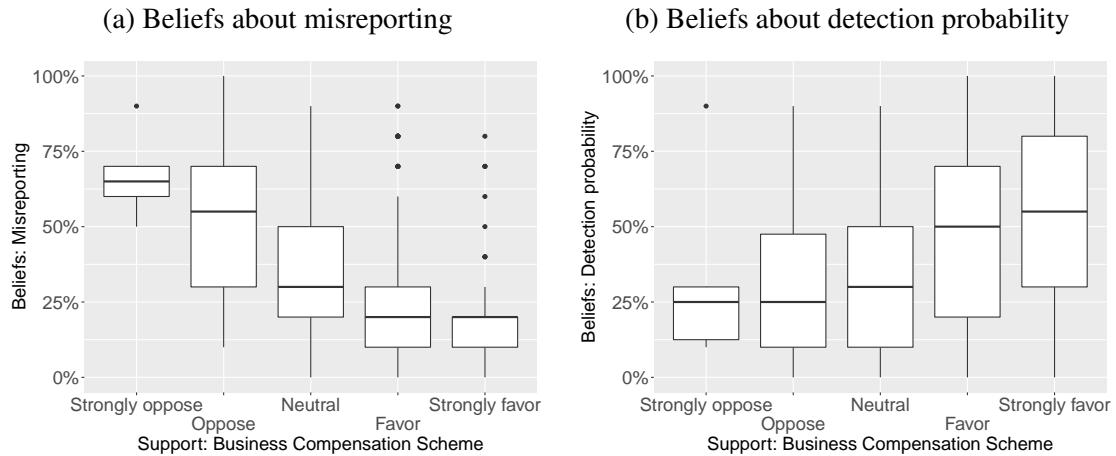 (a) Beliefs about misreporting
Beliefs: Misreporting
100%
75%
50%
25%
0%
Strongly oppose
Oppose
Neutral
Favor
Strongly favor
Support: Business Compensation Scheme
(b) Beliefs about detection probability
Beliefs: Detection probability
100%
75%
50%
25%
0%
Strongly oppose
Oppose
Neutral
Favor
Strongly favor
Support: Business Compensation Scheme